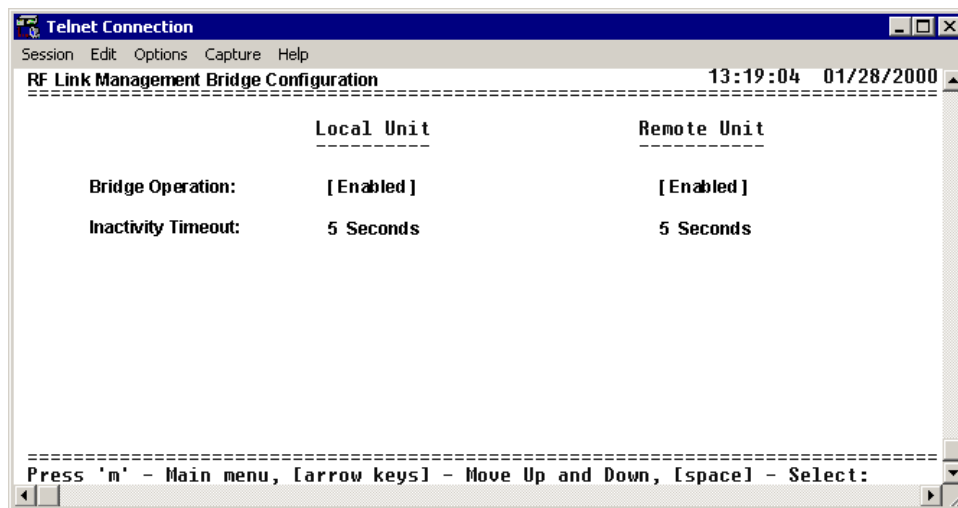 Telnet Connection
Session Edit Options Capture Help
RF Link Management Bridge Configuration 13:19:04 01/28/2000
================================================================================
Local Unit Remote Unit
---------- -----------
Bridge Operation: [Enabled] [Enabled]
Inactivity Timeout: 5 Seconds 5 Seconds
================================================================================
Press 'm' - Main menu, [arrow keys] - Move Up and Down, [space] - Select: